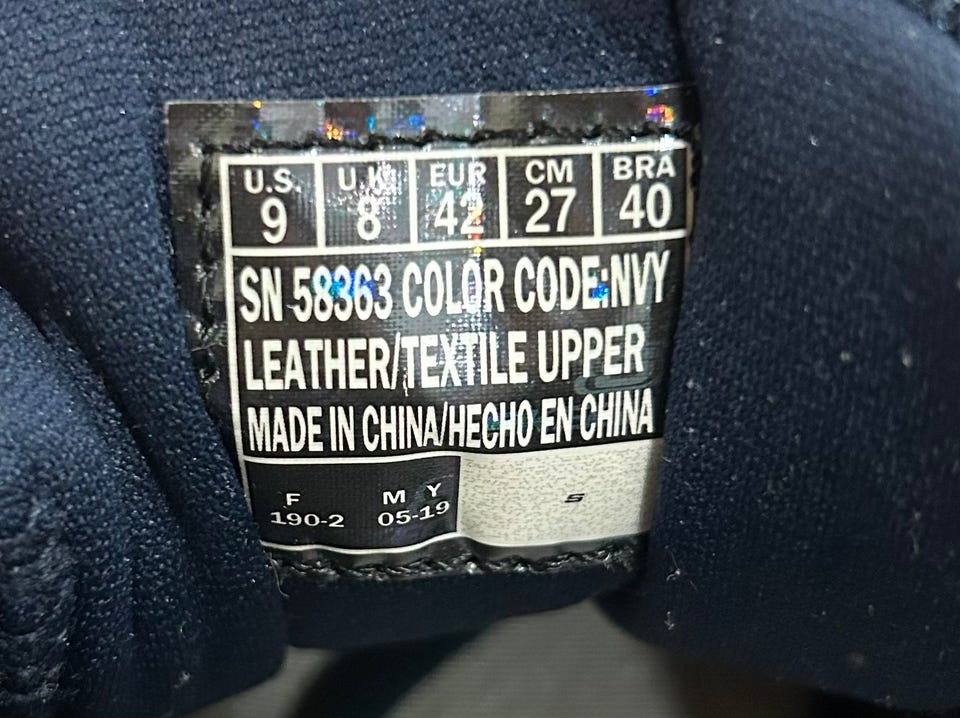 U.S. U.K. EUR CM BRA
9 8 42 27 40
SN 58363 COLOR CODE:NVY
LEATHER/TEXTILE UPPER
MADE IN CHINA/HECHO EN CHINA
F M Y
190-2 05-19
S